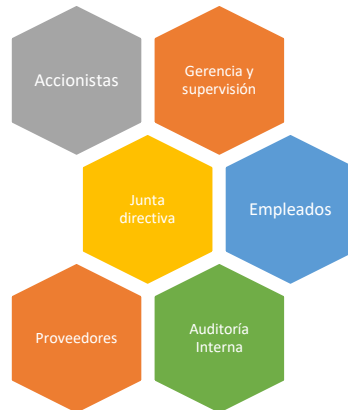 Accionistas
Gerencia y
supervisión
Junta
directiva
Empleados
Proveedores
Auditoría
Interna